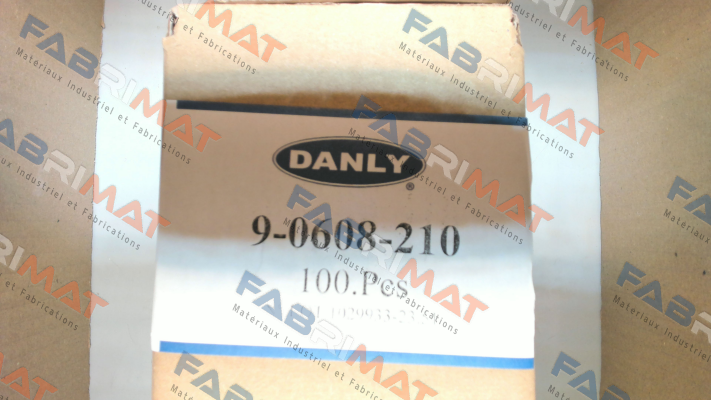 DANLY
®
9-0608-210
100.Pcs
FABRIMAT
Matériaux Industriel et Fabrications